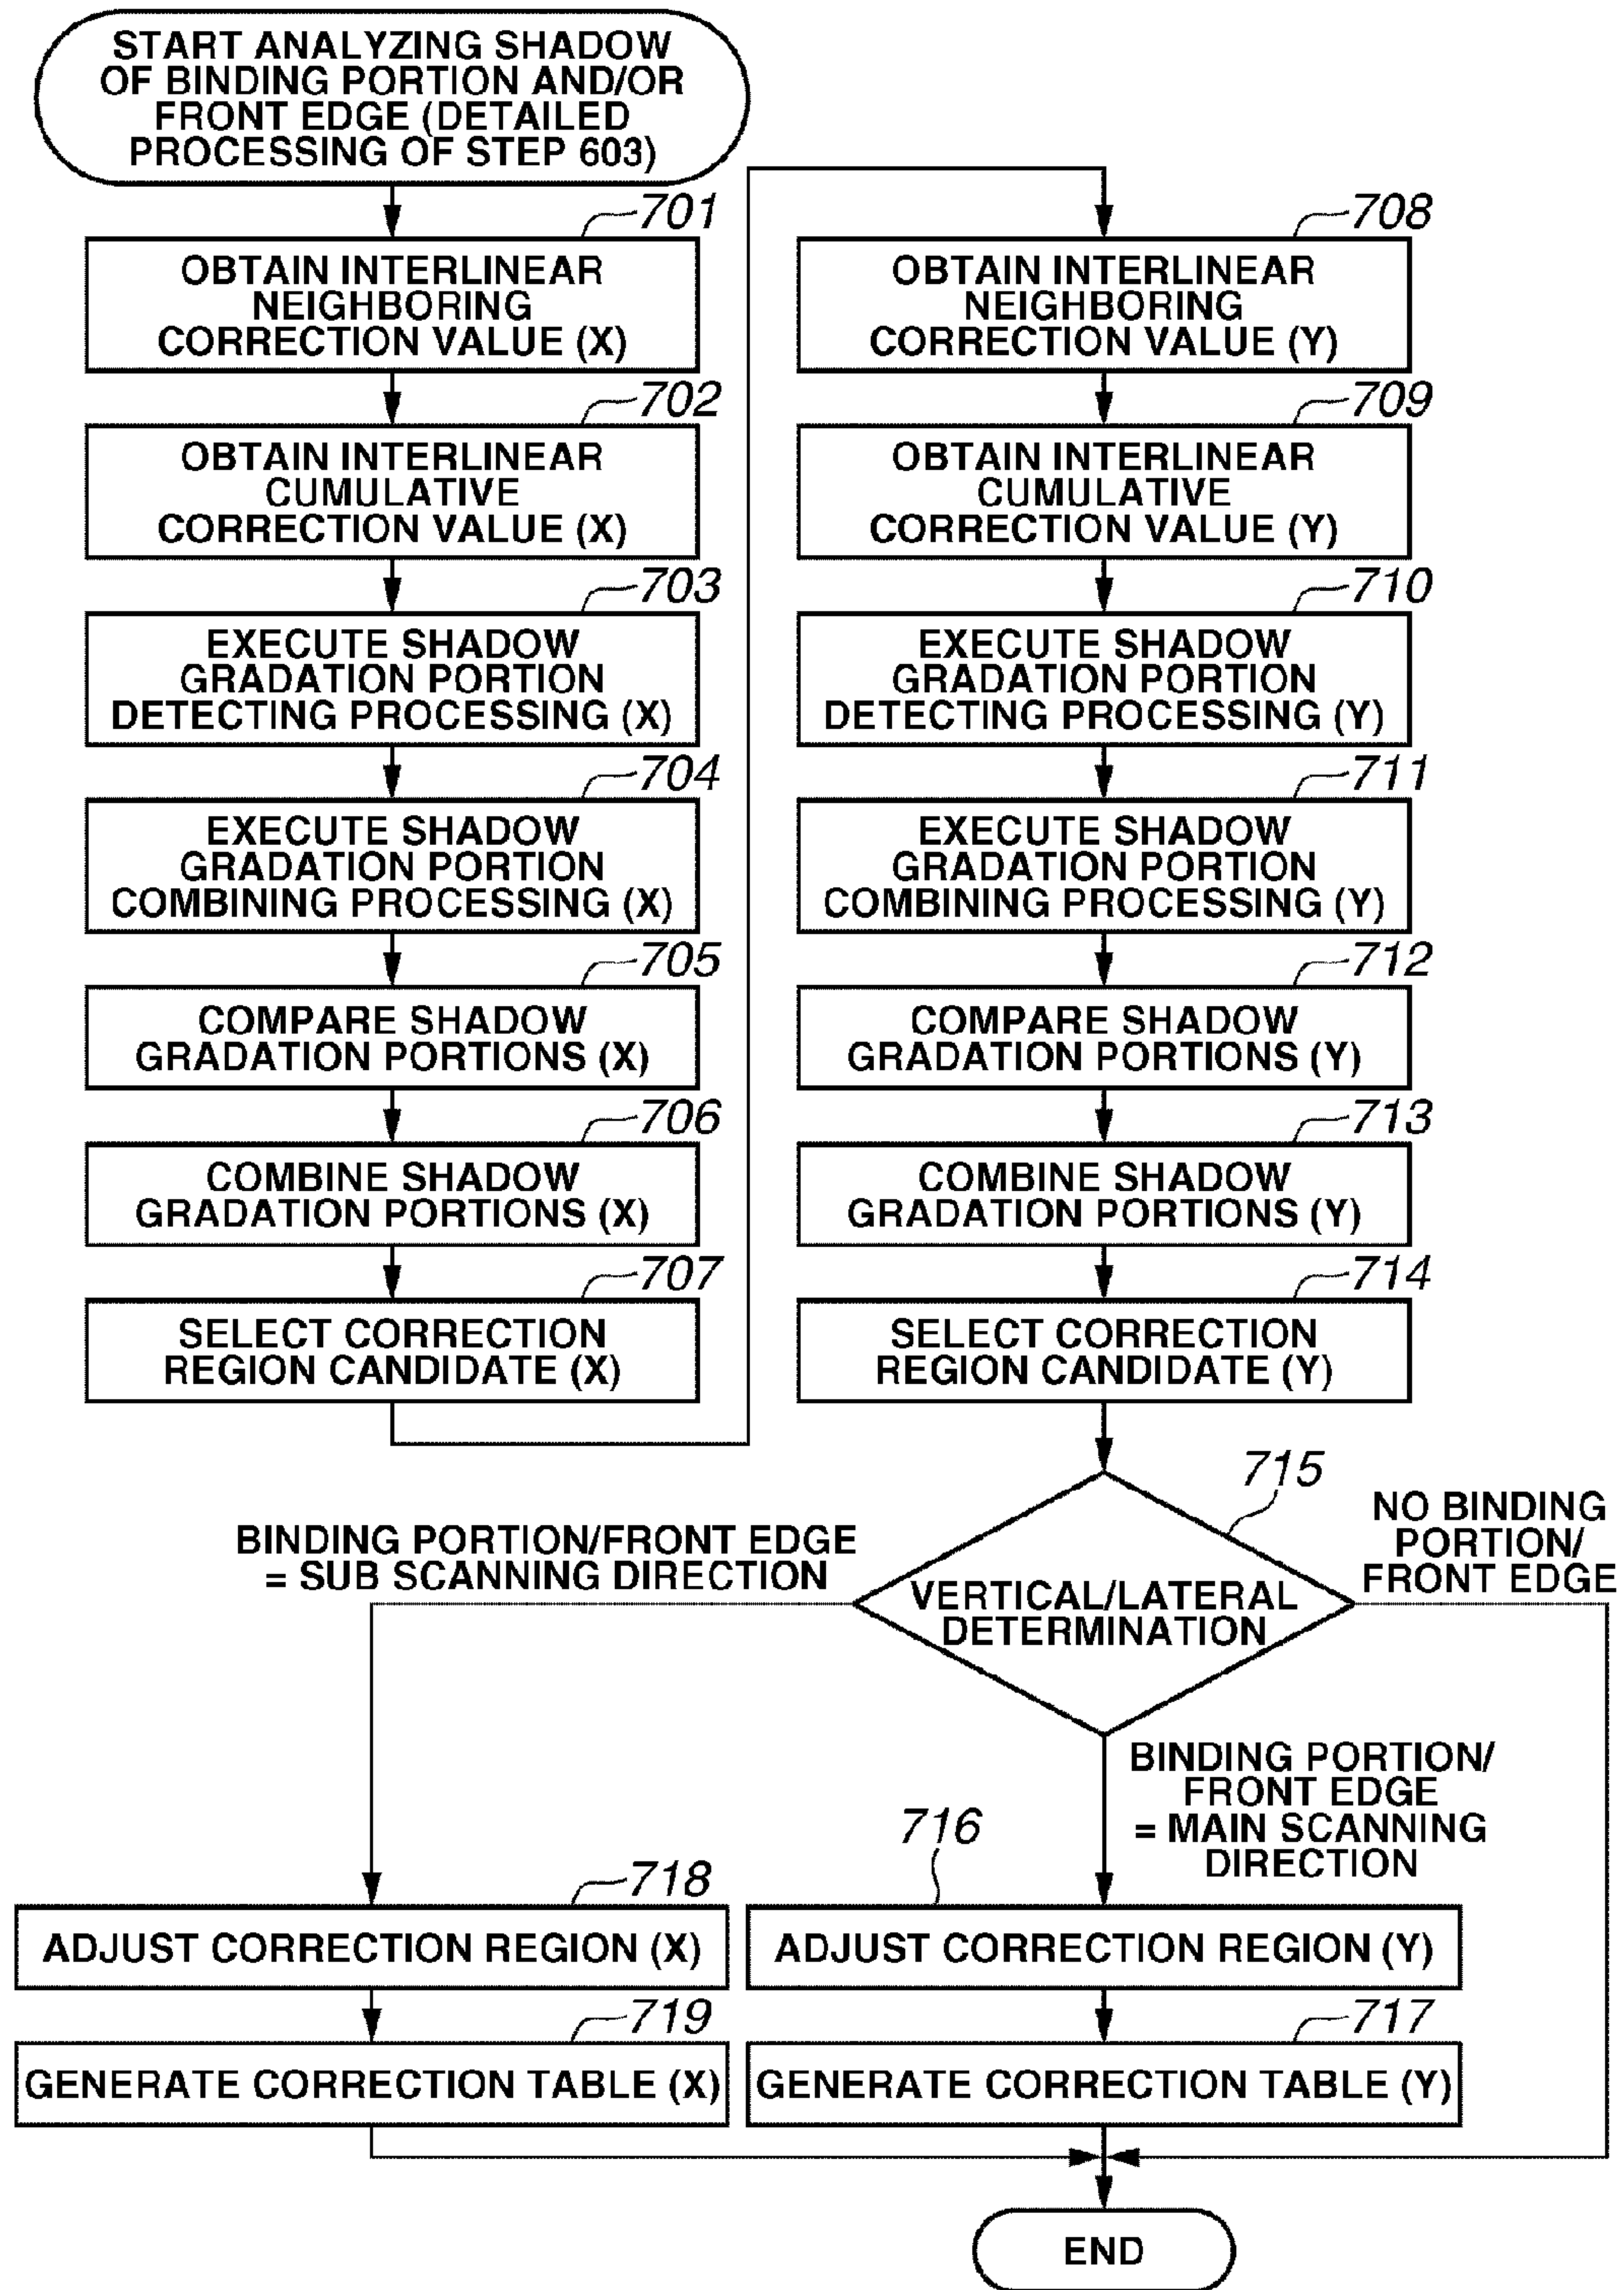 START ANALYZING SHADOW
OF BINDING PORTION AND/OR
FRONT EDGE (DETAILED
PROCESSING OF STEP 603)
701
OBTAIN INTERLINEAR
NEIGHBORING
CORRECTION VALUE (X)
702
OBTAIN INTERLINEAR
CUMULATIVE
CORRECTION VALUE (X)
703
EXECUTE SHADOW
GRADATION PORTION
DETECTING PROCESSING (X)
704
EXECUTE SHADOW
GRADATION PORTION
COMBINING PROCESSING (X)
705
COMPARE SHADOW
GRADATION PORTIONS (X)
706
COMBINE SHADOW
GRADATION PORTIONS (X)
707
SELECT CORRECTION
REGION CANDIDATE (X)
708
OBTAIN INTERLINEAR
NEIGHBORING
CORRECTION VALUE (Y)
709
OBTAIN INTERLINEAR
CUMULATIVE
CORRECTION VALUE (Y)
710
EXECUTE SHADOW
GRADATION PORTION
DETECTING PROCESSING (Y)
711
EXECUTE SHADOW
GRADATION PORTION
COMBINING PROCESSING (Y)
712
COMPARE SHADOW
GRADATION PORTIONS (Y)
713
COMBINE SHADOW
GRADATION PORTIONS (Y)
714
SELECT CORRECTION
REGION CANDIDATE (Y)
715
VERTICAL/LATERAL
DETERMINATION
BINDING PORTION/FRONT EDGE
= SUB SCANNING DIRECTION
NO BINDING
PORTION/
FRONT EDGE
BINDING PORTION/
FRONT EDGE
= MAIN SCANNING
DIRECTION
716
ADJUST CORRECTION REGION (Y)
717
GENERATE CORRECTION TABLE (Y)
718
ADJUST CORRECTION REGION (X)
719
GENERATE CORRECTION TABLE (X)
END